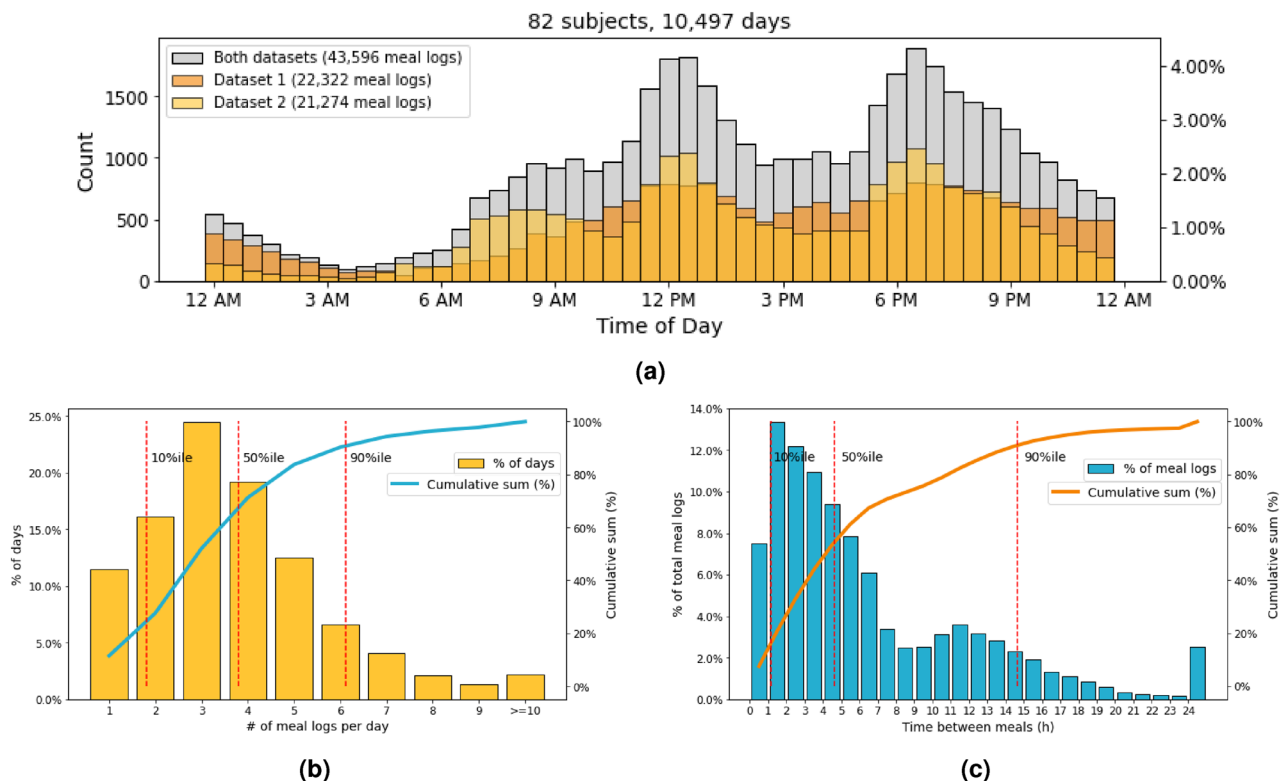 82 subjects, 10,497 days
Both datasets (43,596 meal logs)
Dataset 1 (22,322 meal logs)
Dataset 2 (21,274 meal logs)
Count
1500
1000
500
0
4.00%
3.00%
2.00%
1.00%
0.00%
12 AM 3 AM 6 AM 9 AM 12 PM 3 PM 6 PM 9 PM 12 AM
Time of Day
(a)
25.0%
20.0%
15.0%
10.0%
5.0%
0.0%
% of days
10%ile 50%ile 90%ile
% of days
Cumulative sum (%)
100%
80%
60%
40%
20%
0%
Cumulative sum (%)
1 2 3 4 5 6 7 8 9 >=10
# of meal logs per day
(b)
14.0%
12.0%
10.0%
8.0%
6.0%
4.0%
2.0%
0.0%
% of total meal logs
10%ile 50%ile 90%ile
% of meal logs
Cumulative sum (%)
100%
80%
60%
40%
20%
0%
Cumulative sum (%)
0 1 2 3 4 5 6 7 8 9 10 11 12 13 14 15 16 17 18 19 20 21 22 23 24
Time between meals (h)
(c)